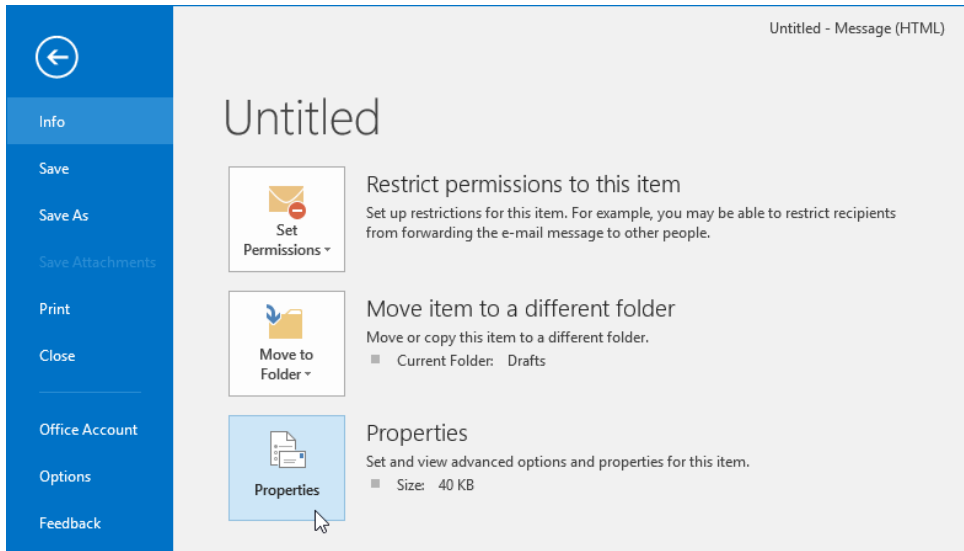 Untitled - Message (HTML)
Info
Save
Save As
Save Attachments
Print
Close
Office Account
Options
Feedback
Untitled
Set
Permissions
Restrict permissions to this item
Set up restrictions for this item. For example, you may be able to restrict recipients
from forwarding the e-mail message to other people.
Move to
Folder
Move item to a different folder
Move or copy this item to a different folder.
Current Folder: Drafts
Properties
Properties
Set and view advanced options and properties for this item.
Size: 40 KB